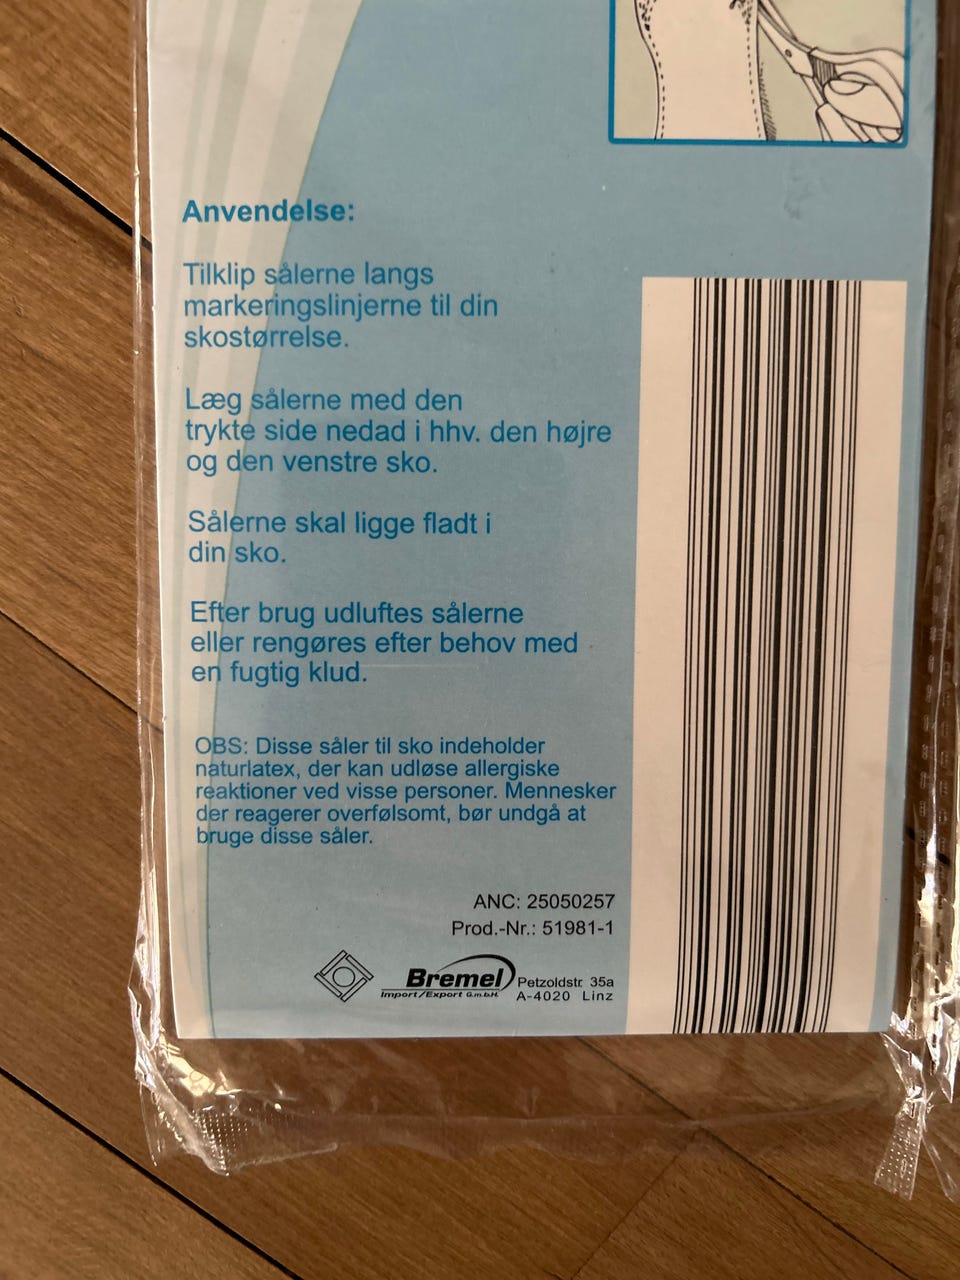 Anvendelse:
Tilklip sålerne langs
markeringslinjerne til din
skostørrelse.
Læg sålerne med den
trykte side nedad i hhv. den højre
og den venstre sko.
Sålerne skal ligge fladt i
din sko.
Efter brug udluftes sålerne
eller rengøres efter behov med
en fugtig klud.
OBS: Disse såler til sko indeholder
naturlatex, der kan udløse allergiske
reaktioner ved visse personer. Mennesker
der reagerer overfølsomt, bør undgå at
bruge disse såler.
ANC: 25050257
Prod.-Nr.: 51981-1
Bremel
Import/Export G.m.b.H.
Petzoldstr. 35a
A-4020 Linz